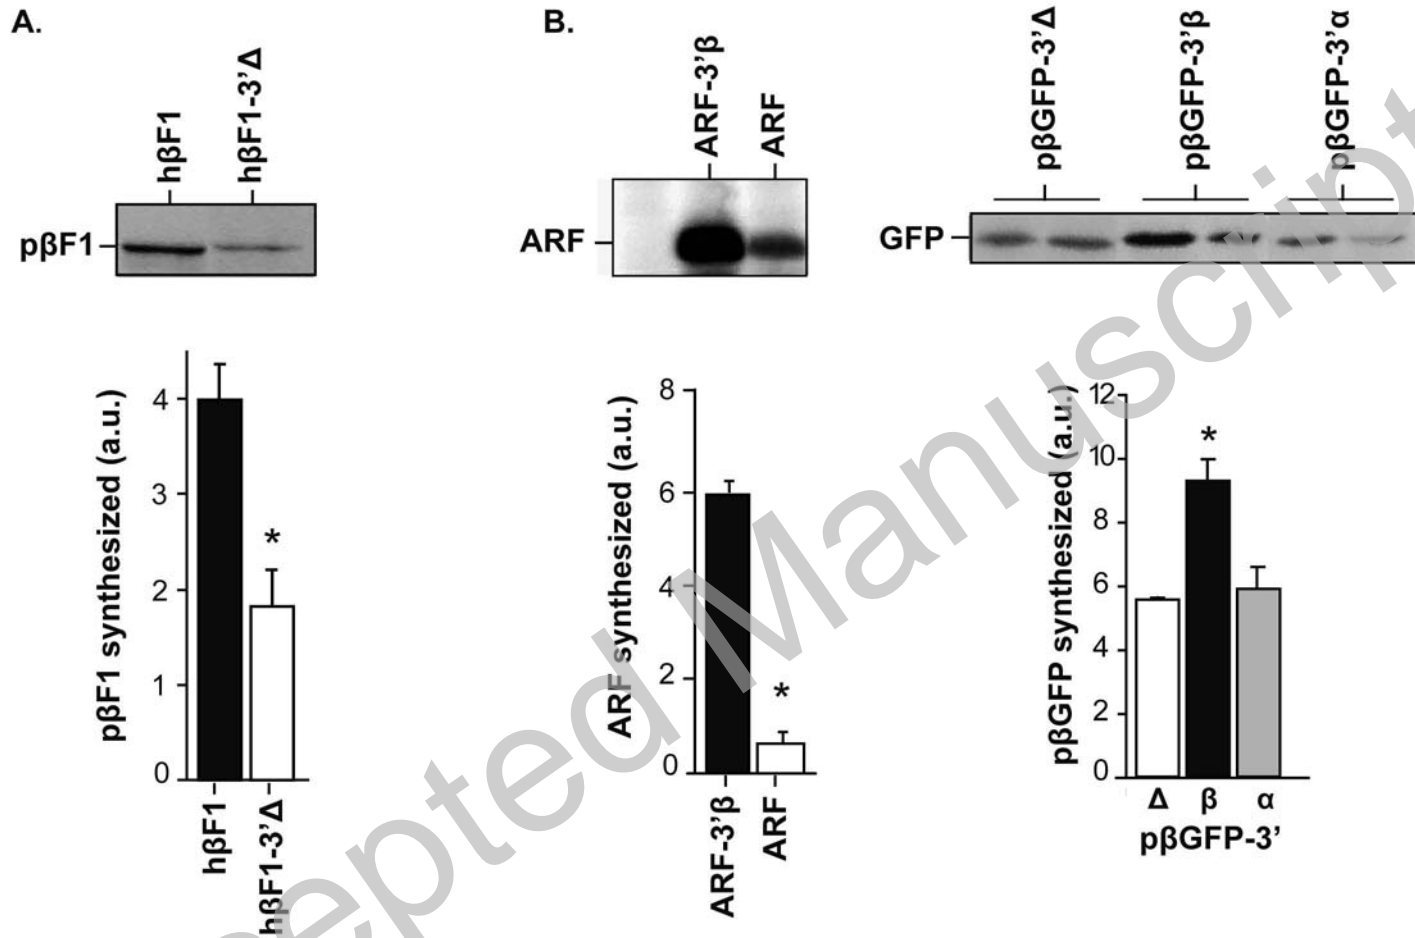 A.
hβF1
hβF1-3’Δ
pβF1
pβF1 synthesized (a.u.)
4
3
2
1
0
hβF1
hβF1-3’Δ
B.
ARF-3’β
ARF
ARF
ARF synthesized (a.u.)
8
6
4
2
0
*
*
ARF-3’β
ARF
pβGFP-3’Δ
pβGFP-3’β
pβGFP-3’α
GFP
pβGFP synthesized (a.u.)
12
10
8
6
4
2
0
*
Δ β α
pβGFP-3’
epted Manuscript